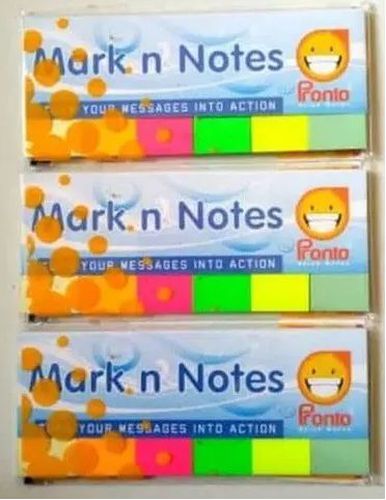 Mark n Notes
Pronto
YOUR MESSAGES INTO ACTION
Mark n Notes
Pronto
YOUR MESSAGES INTO ACTION
Mark n Notes
Pronto
YOUR MESSAGES INTO ACTION